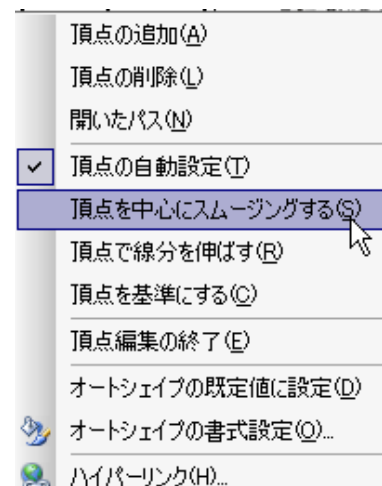 頂点の追加(A)
頂点の削除(L)
開いたパス(N)
頂点の自動設定(T)
頂点を中心にスムージングする(S)
頂点で線分を伸ばす(R)
頂点を基準にする(C)
頂点編集の終了(E)
オートシェイプの既定値に設定(D)
オートシェイプの書式設定(O)...
ハイパーリンク(H)...